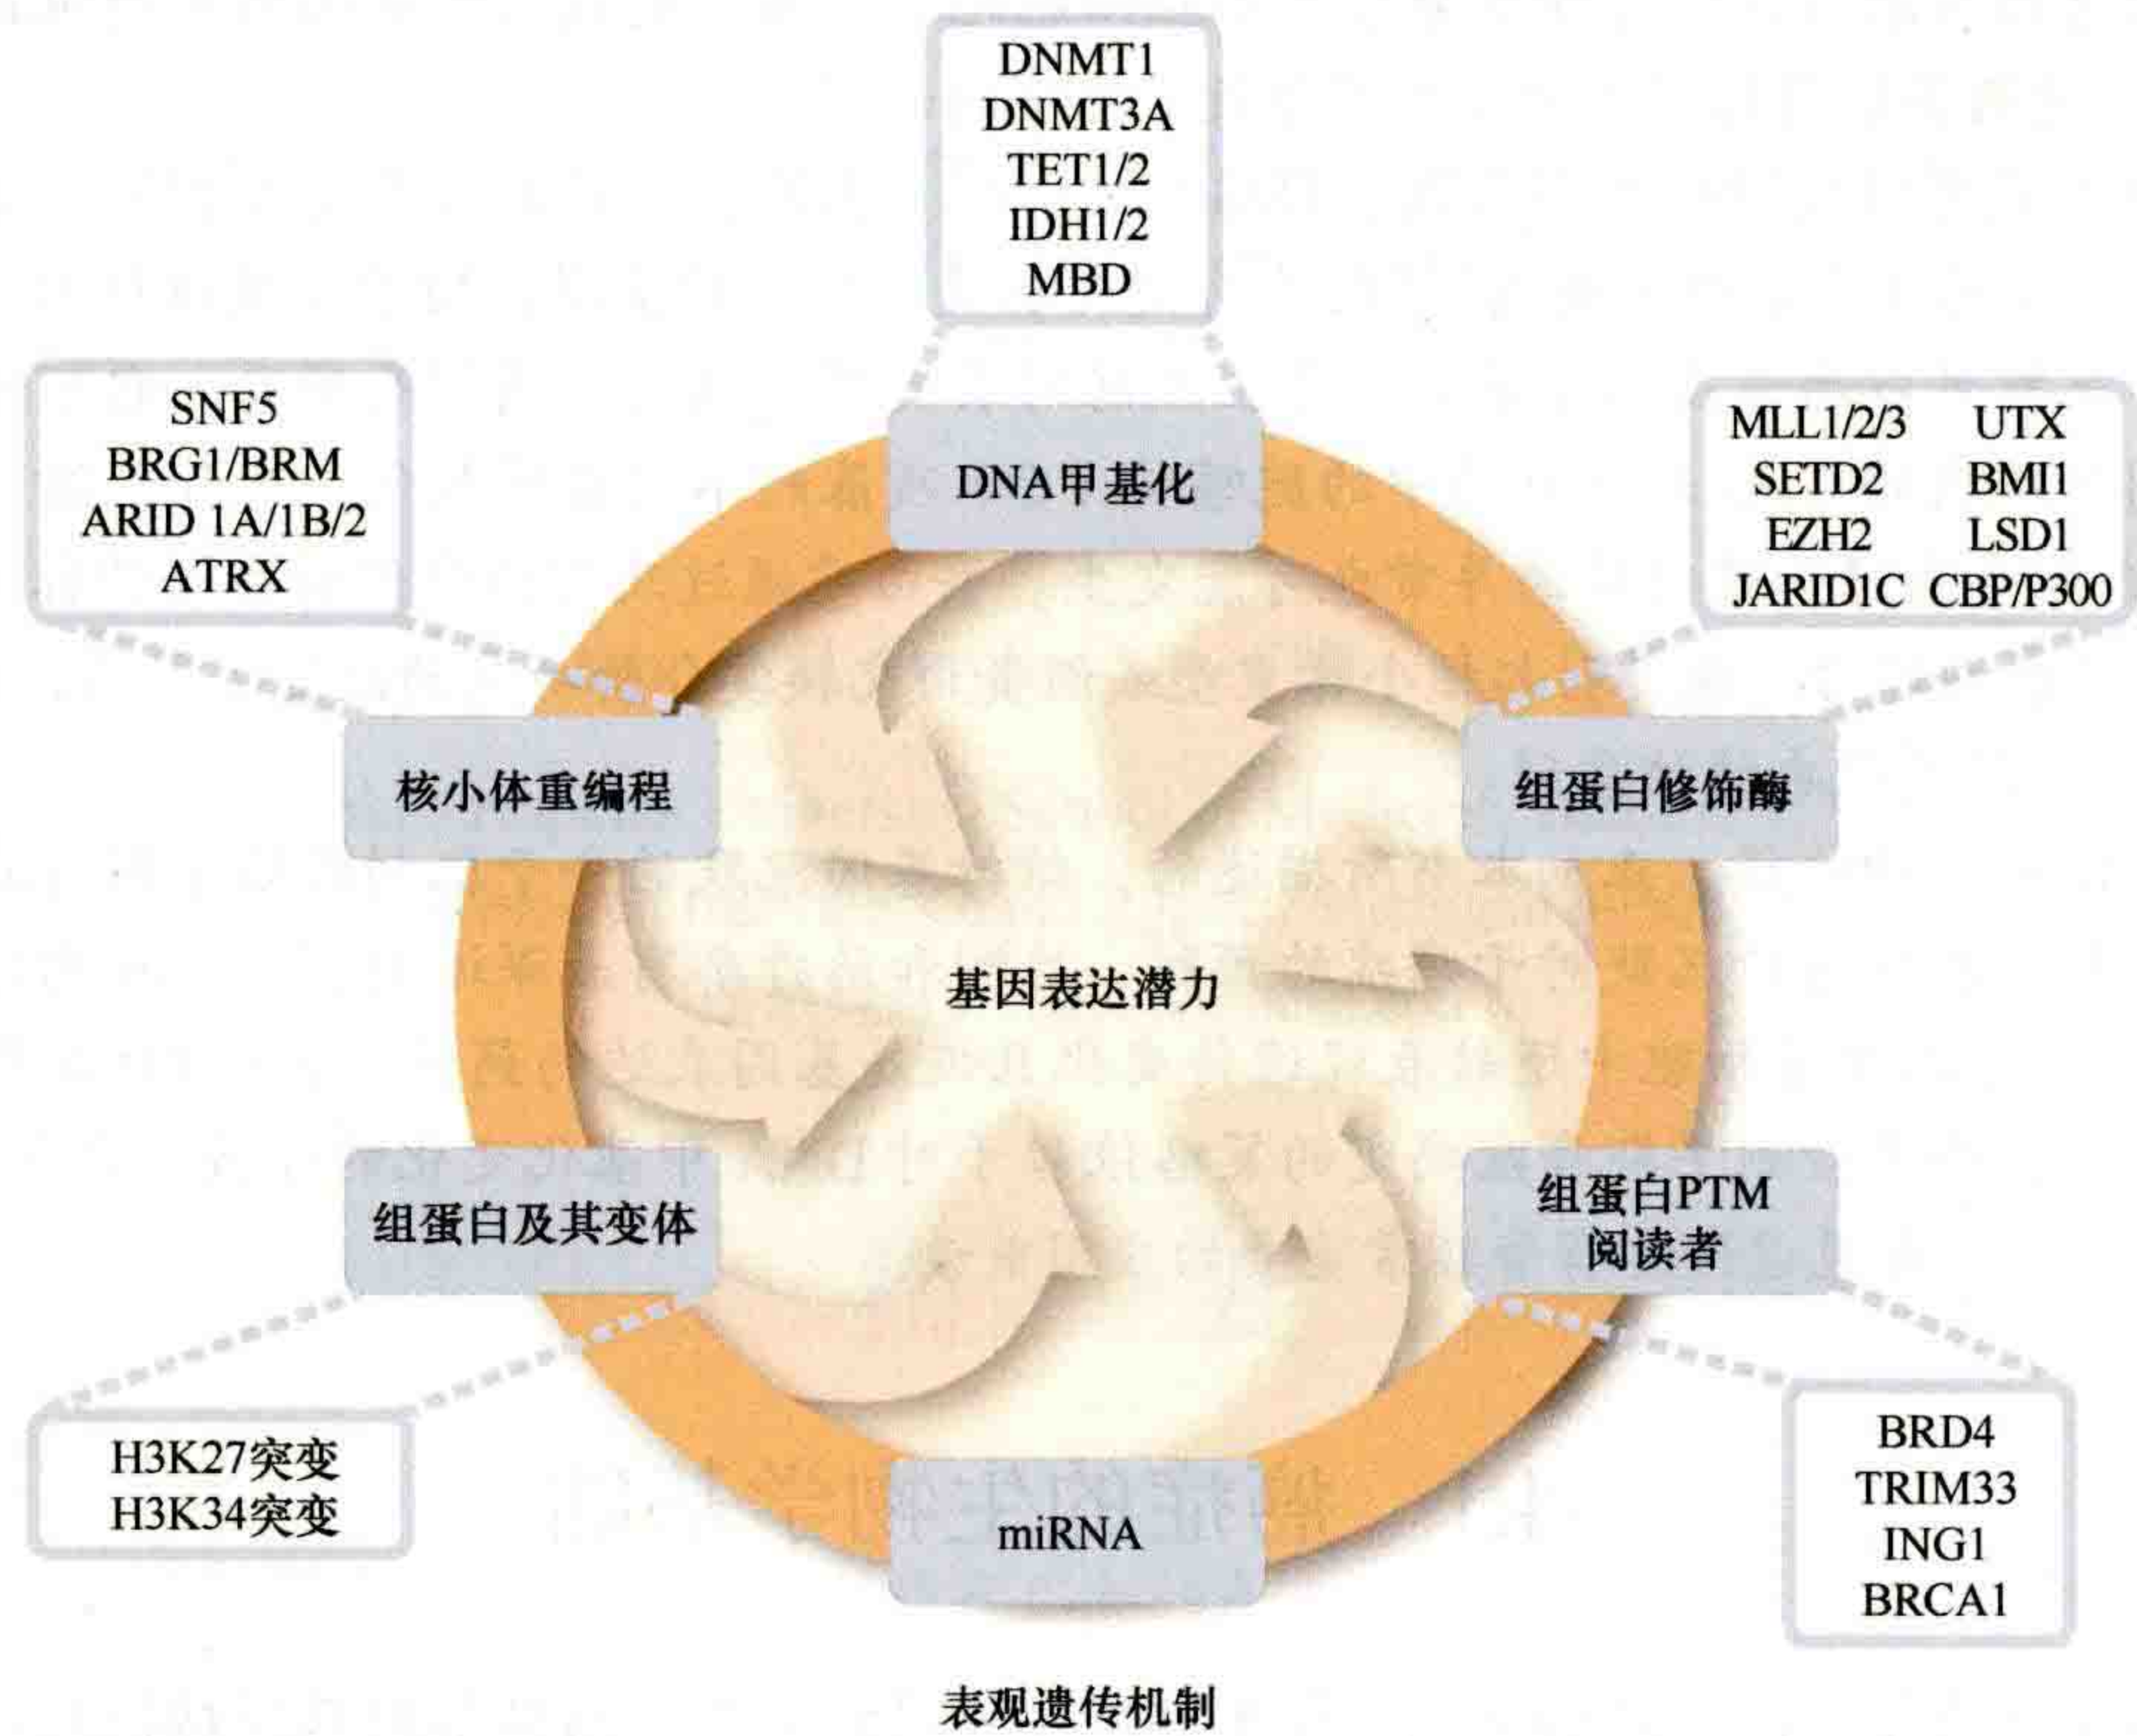 DNMT1
DNMT3A
TET1/2
IDH1/2
MBD
SNF5
BRG1/BRM
ARID 1A/1B/2
ATRX
MLL1/2/3 UTX
SETD2 BMI1
EZH2 LSD1
JARID1C CBP/P300
DNA甲基化
核小体重编程
组蛋白修饰酶
基因表达潜力
组蛋白及其变体
组蛋白PTM
阅读者
H3K27突变
H3K34突变
miRNA
BRD4
TRIM33
ING1
BRCA1
表观遗传机制